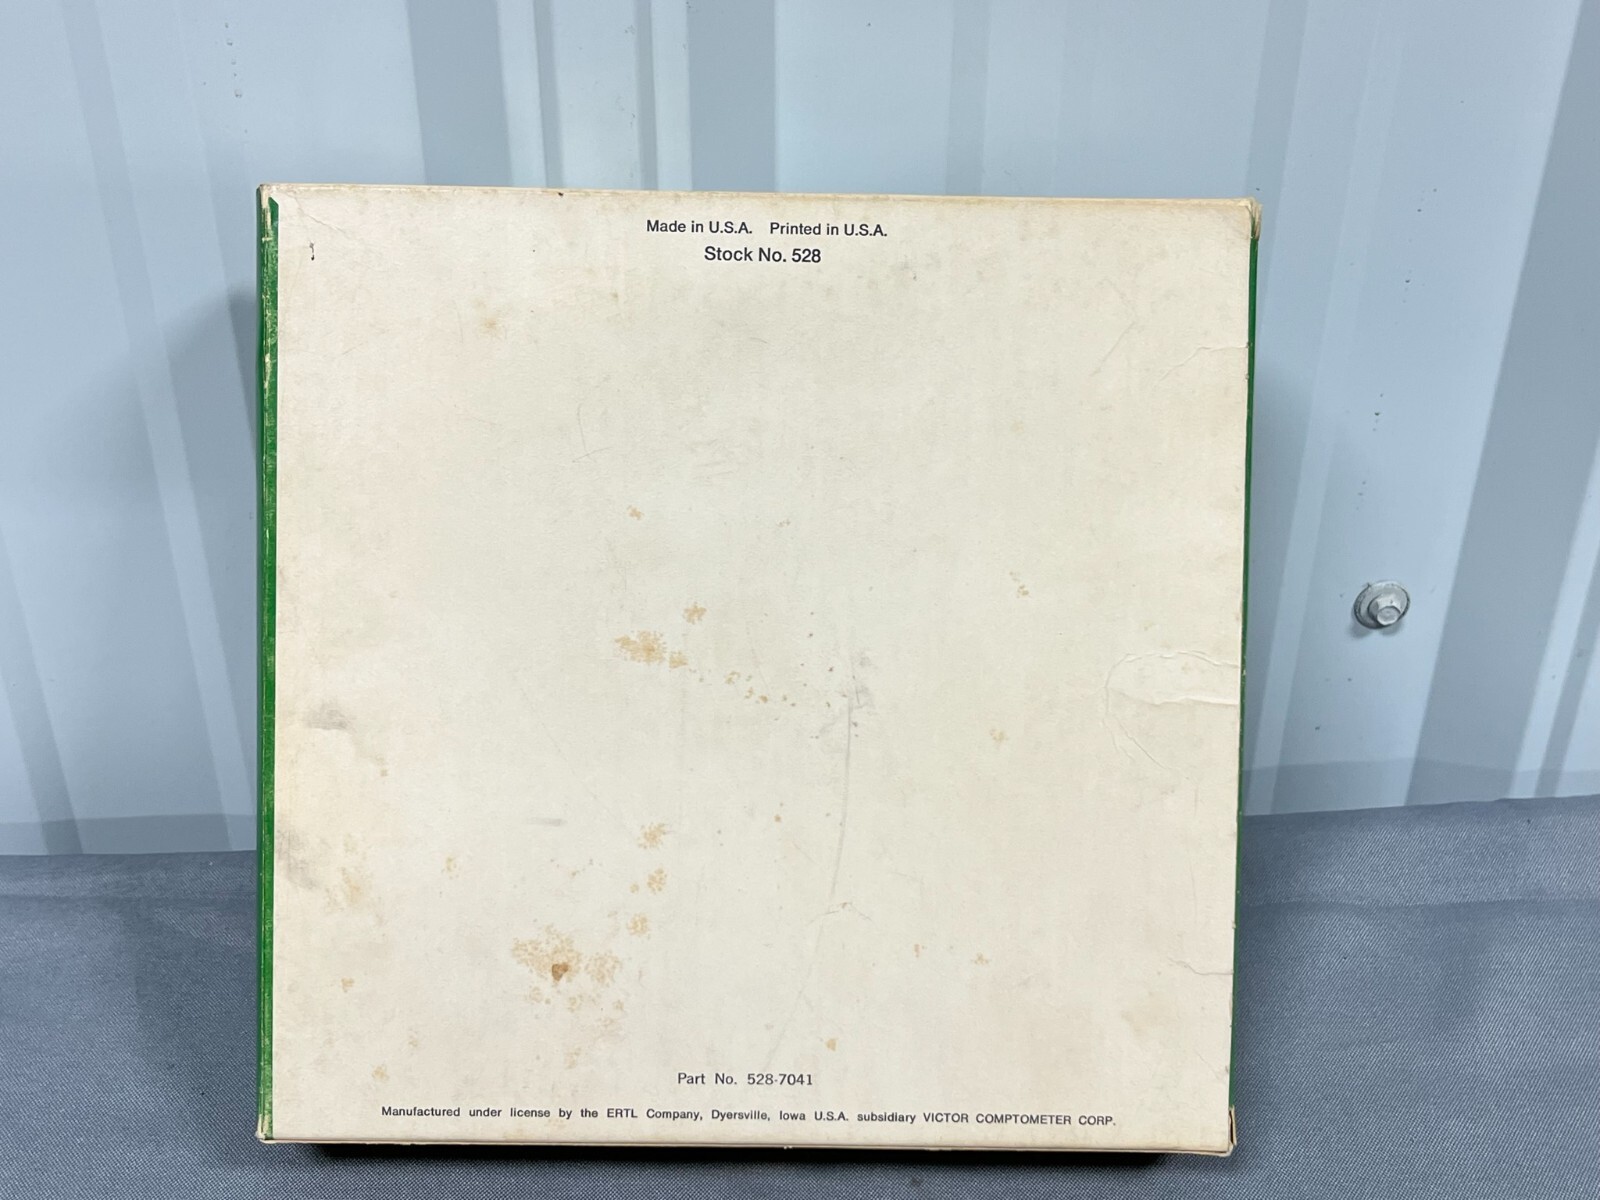 Made in U.S.A. Printed in U.S.A.
Stock No. 528
Part No. 528-7041
Manufactured under license by the ERTL Company, Dyersville, Iowa U.S.A. subsidiary VICTOR COMPTOMETER CORP.